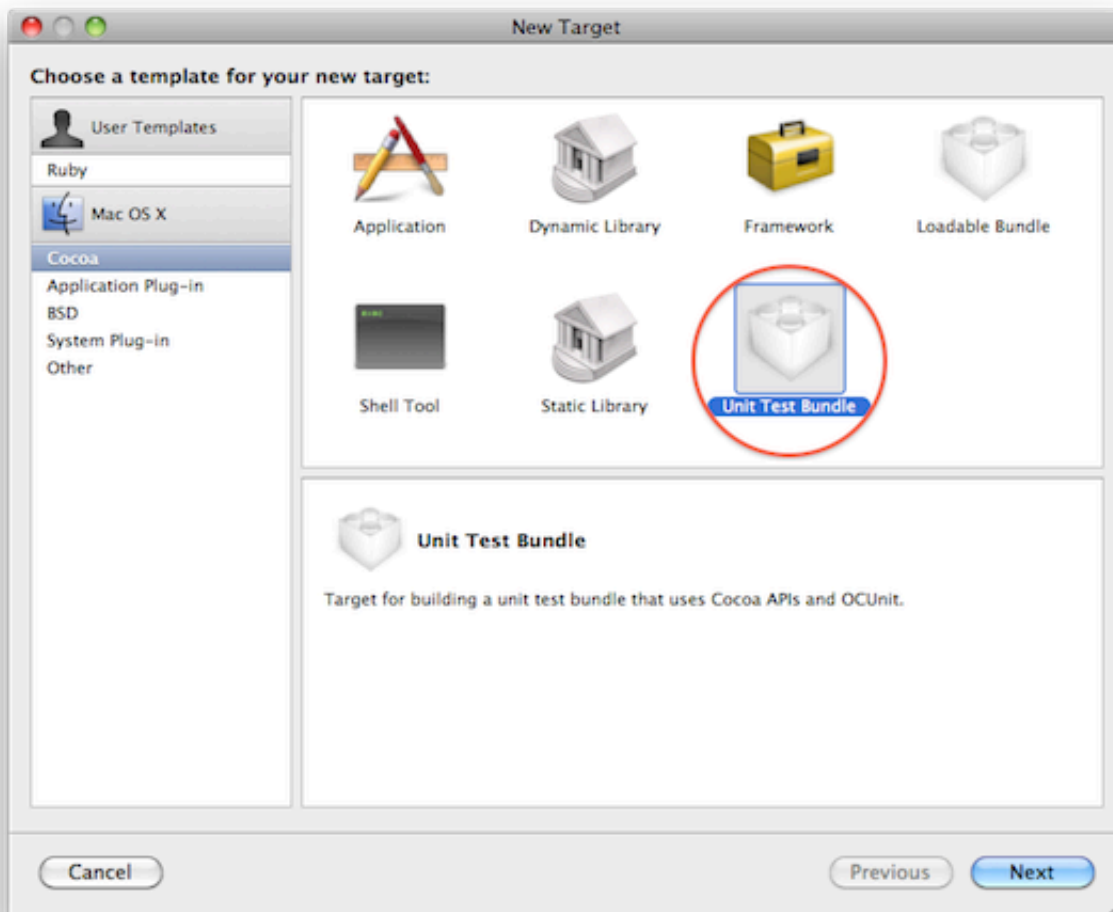 New Target
Choose a template for your new target:
User Templates
Ruby
Mac OS X
Cocoa
Application Plug-in
BSD
System Plug-in
Other
Application
Dynamic Library
Framework
Loadable Bundle
Shell Tool
Static Library
Unit Test Bundle
Unit Test Bundle
Target for building a unit test bundle that uses Cocoa APIs and OCUnit.
Cancel
Previous
Next